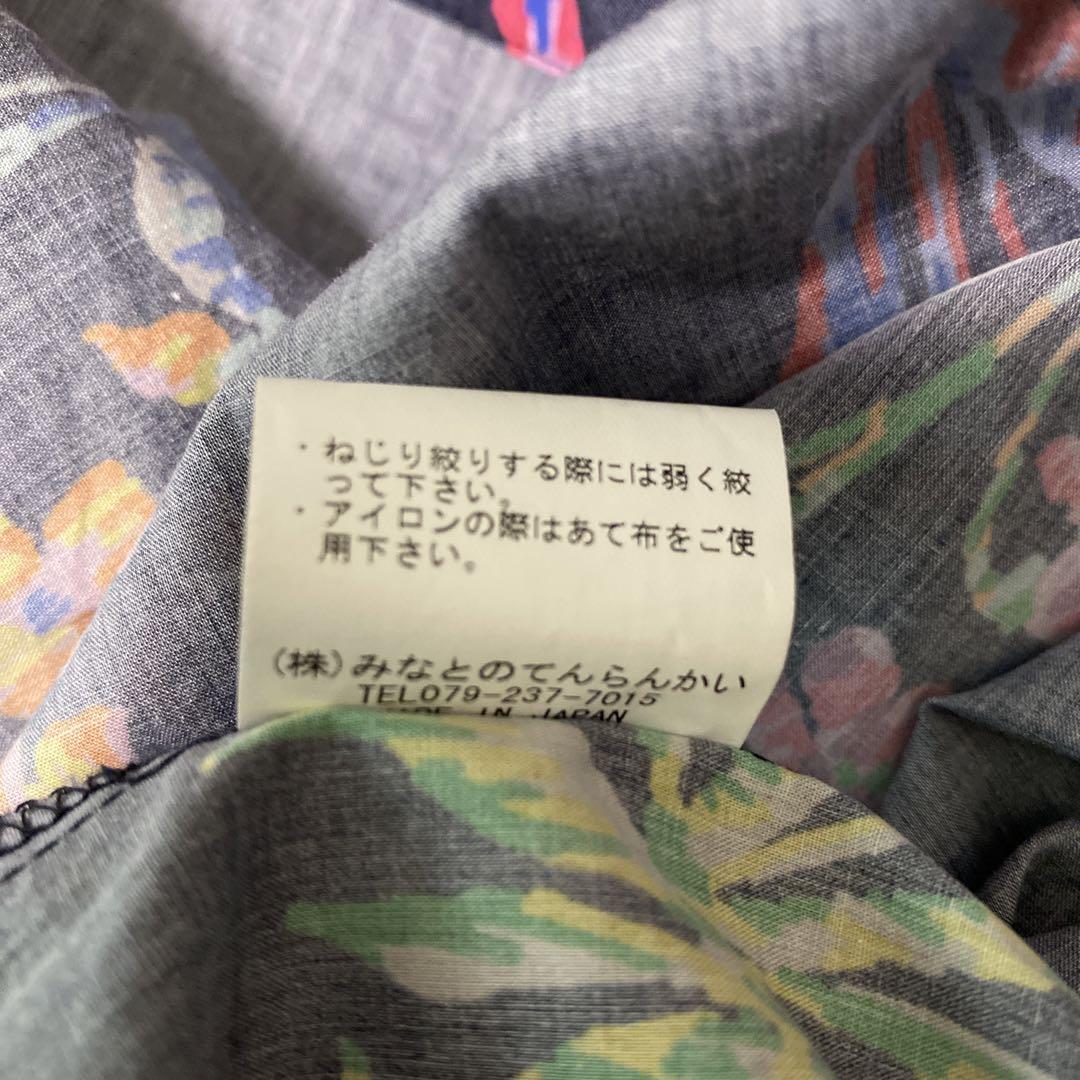 ・ねじり絞りする際には弱く絞
って下さい。
・アイロンの際はあて布をご使
用下さい。
(株)みなとのてんらんかい
TEL079-237-7015
IN JAPAN